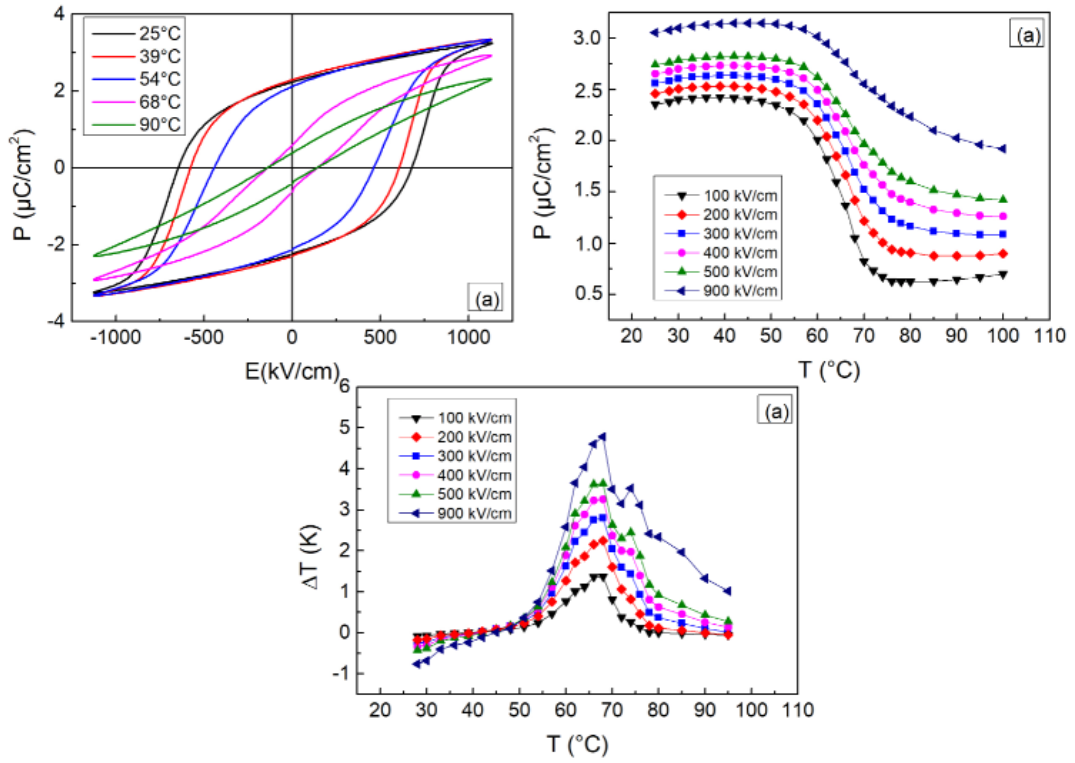 4
2
0
-2
-4
P (µC/cm²)
25°C
39°C
54°C
68°C
90°C
(a)
-1000 -500 0 500 1000
E(kV/cm)
3.0
2.5
2.0
1.5
1.0
0.5
P (µC/cm²)
(a)
100 kV/cm
200 kV/cm
300 kV/cm
400 kV/cm
500 kV/cm
900 kV/cm
20 30 40 50 60 70 80 90 100 110
T (°C)
6
5
4
3
2
1
0
-1
ΔT (K)
100 kV/cm
200 kV/cm
300 kV/cm
400 kV/cm
500 kV/cm
900 kV/cm
(a)
20 30 40 50 60 70 80 90 100 110
T (°C)